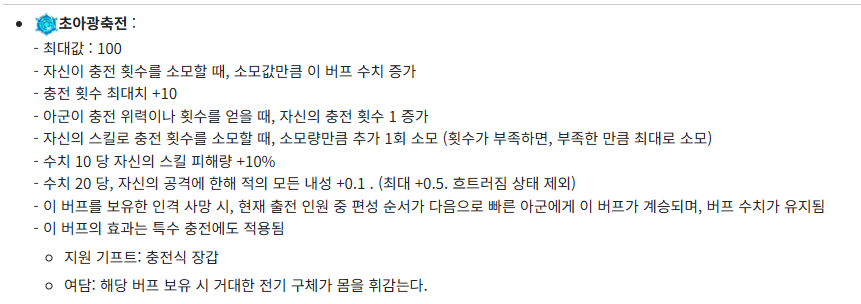 초아광축전 :
- 최대값 : 100
- 자신이 충전 횟수를 소모할 때, 소모값만큼 이 버프 수치 증가
- 충전 횟수 최대치 +10
- 아군이 충전 위력이나 횟수를 얻을 때, 자신의 충전 횟수 1 증가
- 자신의 스킬로 충전 횟수를 소모할 때, 소모량만큼 추가 1회 소모 (횟수가 부족하면, 부족한 만큼 최대로 소모)
- 수치 10 당 자신의 스킬 피해량 +10%
- 수치 20 당, 자신의 공격에 한해 적의 모든 내성 +0.1 . (최대 +0.5. 흐트러짐 상태 제외)
- 이 버프를 보유한 인격 사망 시, 현재 출전 인원 중 편성 순서가 다음으로 빠른 아군에게 이 버프가 계승되며, 버프 수치가 유지됨
- 이 버프의 효과는 특수 충전에도 적용됨
지원 기프트: 충전식 장갑
여담: 해당 버프 보유 시 거대한 전기 구체가 몸을 휘감는다.